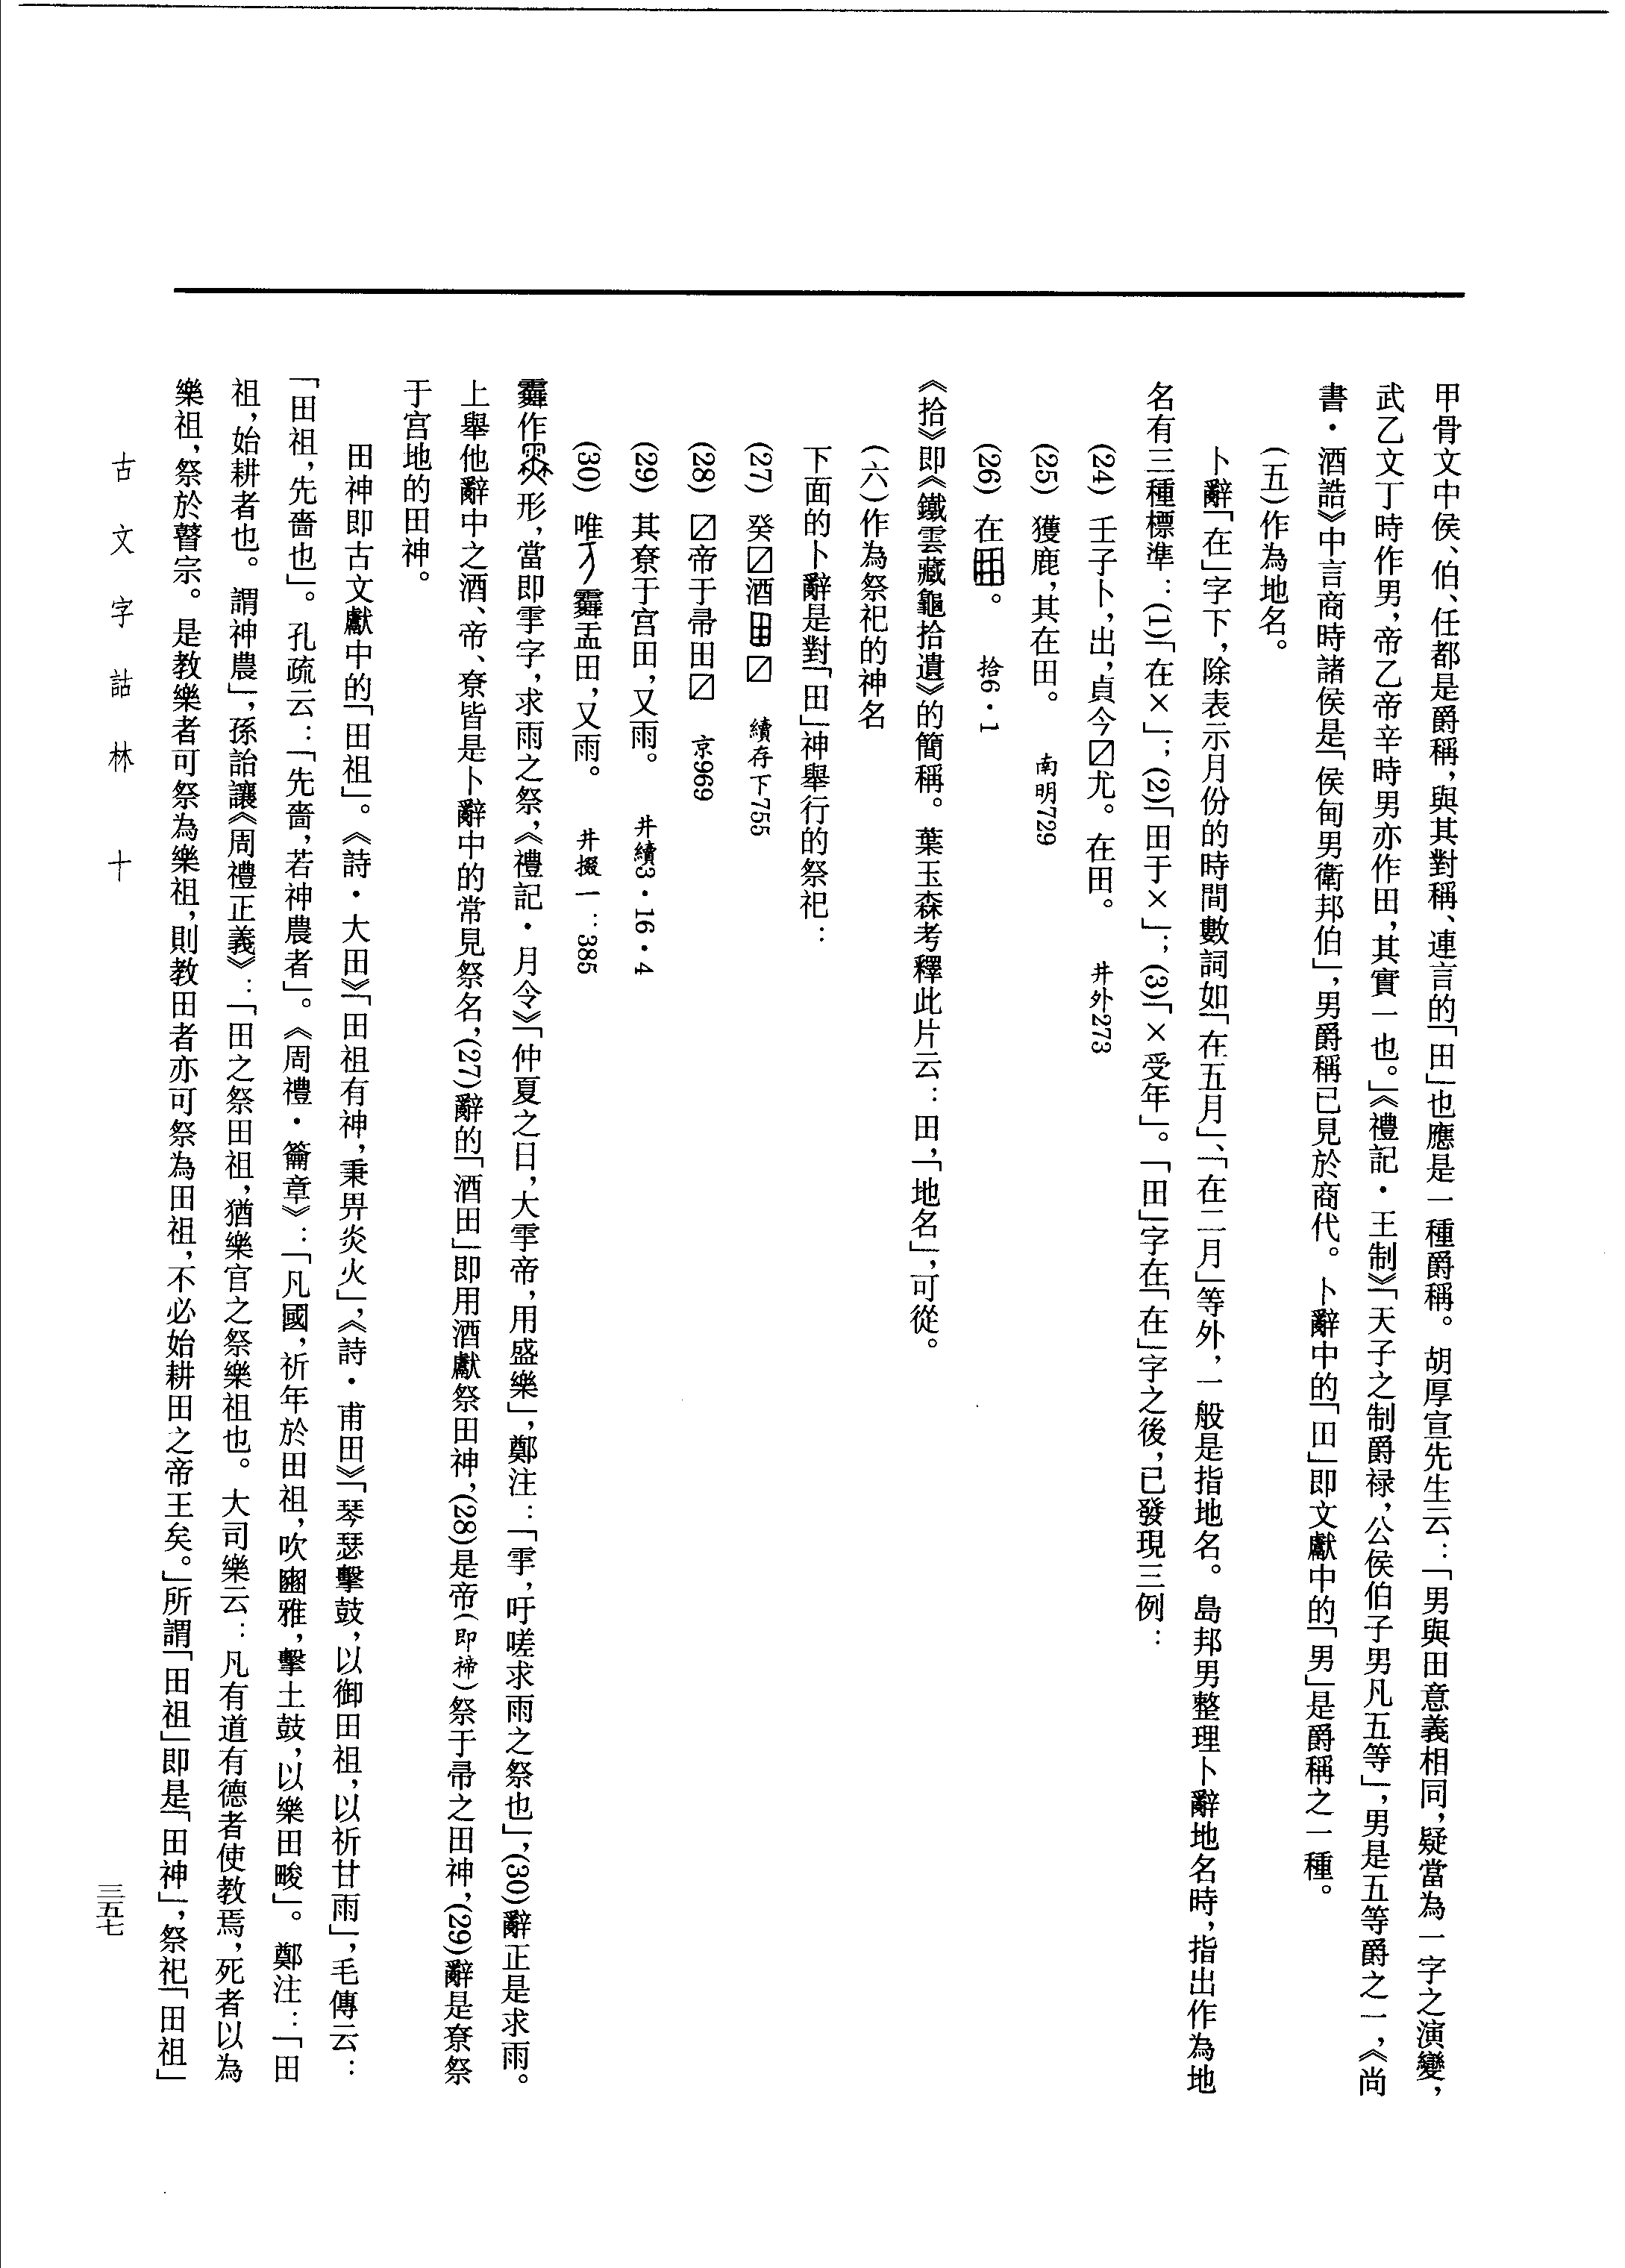 甲骨文中侯、伯、任都是爵稱，與其對稱、連言的「田」也應是一種爵稱。胡厚宣先生云：「男與田意義相同，疑當為一字之演變，
武乙文丁時作男，帝乙帝辛時男亦作田，其實一也。」《禮記·王制》「天子之制爵禄，公侯伯子男凡五等」，男是五等爵之一，《尚
書·酒誥》中言商時諸侯是「侯甸男衛邦伯」，男爵稱已見於商代。卜辭中的「田」即文獻中的「男」是爵稱之一種。
（五）作為地名。
卜辭「在」字下，除表示月份的時間數詞如「在五月」、「在二月」等外，一般是指地名。島邦男整理卜辭地名時，指出作為地
名有三種標準：(1)「在×」；(2)「田于×」；(3)「×受年」。「田」字在「在」字之後，已發現三例：
(24) 壬子卜，出，貞今〼尤。在田。 井外273
(25) 獲鹿，其在田。 南明729
(26) 在。 拾6·1
《拾》即《鐵雲藏龜拾遺》的簡稱。葉玉森考釋此片云：田，「地名」，可從。
（六）作為祭祀的神名
下面的卜辭是對「田」神舉行的祭祀：
(27) 癸〼酒〼 續存下755
(28) 〼帝于帚田〼 京969
(29) 其尞于宫田，又雨。 井續3·16·4
(30) 唯霾盂田，又雨。 井掇一：385
作形，當即雩字，求雨之祭，《禮記·月令》「仲夏之日，大雩帝，用盛樂」，鄭注：「雩，吁嗟求雨之祭也」，(30)辭正是求雨。
上舉他辭中之酒、帝、尞皆是卜辭中的常見祭名，(27)辭的「酒田」即用酒獻祭田神，(28)是帝（即禘）祭于帚之田神，(29)辭是尞祭
于宫地的田神。
田神即古文獻中的「田祖」。《詩·大田》「田祖有神，秉畀炎火」，《詩·甫田》「琴瑟擊鼓，以御田祖，以祈甘雨」，毛傳云：
「田祖，先嗇也」。孔疏云：「先嗇，若神農者」。《周禮·籥章》：「凡國，祈年於田祖，吹豳雅，擊土鼓，以樂田畯」。鄭注：「田
祖，始耕者也。謂神農」，孫詒讓《周禮正義》：「田之祭田祖，猶樂官之祭樂祖也。大司樂云：凡有道有德者使教焉，死者以為
樂祖，祭於瞽宗。是教樂者可祭為樂祖，則教田者亦可祭為田祖，不必始耕田之帝王矣。」所謂「田祖」即是「田神」，祭祀「田祖」
古文字詁林 十
三五七